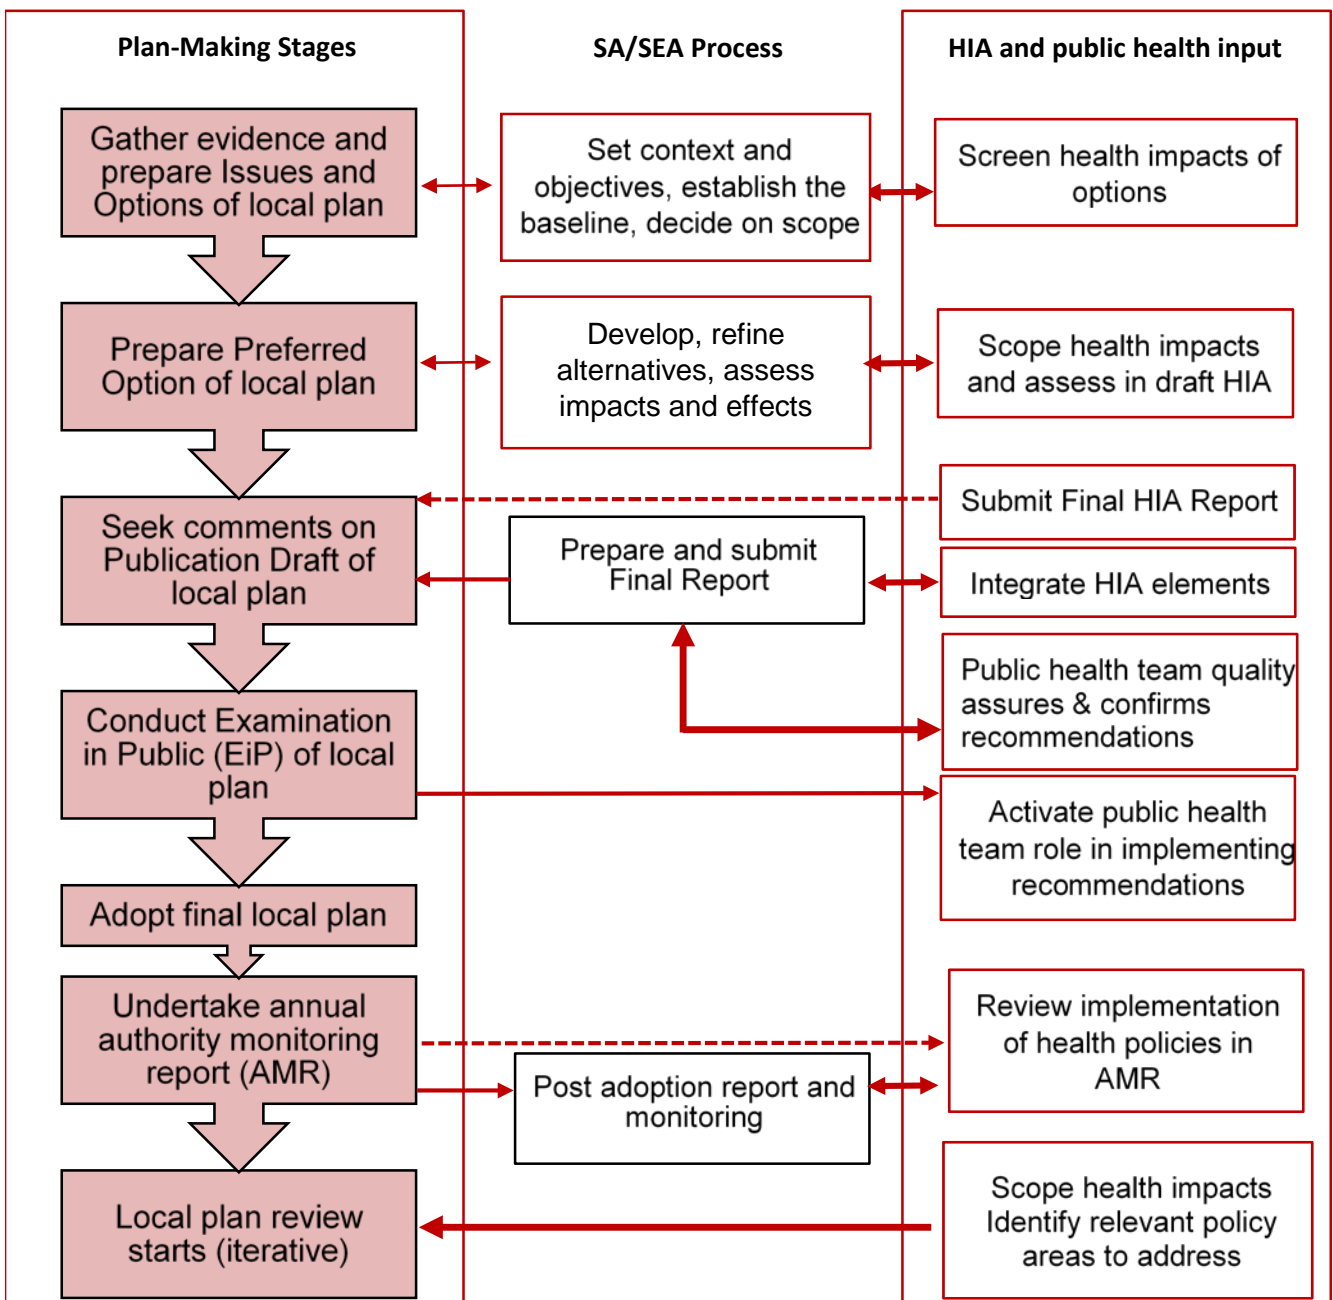 Plan-Making Stages
SA/SEA Process
HIA and public health input
Gather evidence and
prepare Issues and
Options of local plan
Set context and
objectives, establish the
baseline, decide on scope
Screen health impacts of
options
Prepare Preferred
Option of local plan
Develop, refine
alternatives, assess
impacts and effects
Scope health impacts
and assess in draft HIA
Seek comments on
Publication Draft of
local plan
Prepare and submit
Final Report
Submit Final HIA Report
Integrate HIA elements
Public health team quality
assures & confirms
recommendations
Conduct Examination
in Public (EiP) of local
plan
Activate public health
team role in implementing
recommendations
Adopt final local plan
Undertake annual
authority monitoring
report (AMR)
Post adoption report and
monitoring
Review implementation
of health policies in
AMR
Local plan review
starts (iterative)
Scope health impacts
Identify relevant policy
areas to address